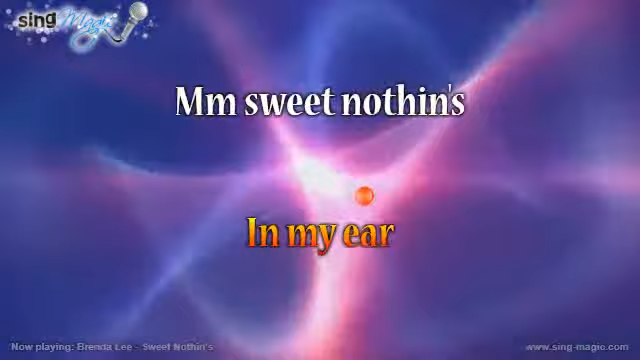 sing Magic
Mm sweet nothin's
In my ear
Now playing: Brenda Lee - Sweet Nothin's
www.sing-magic.com